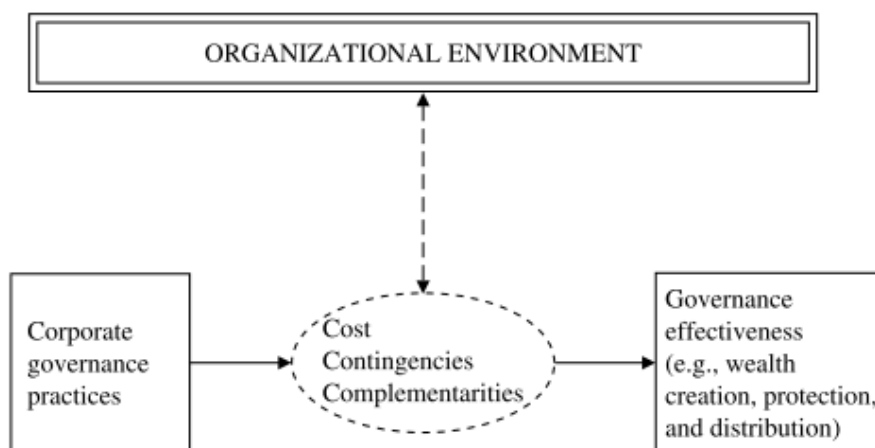 ORGANIZATIONAL ENVIRONMENT
Corporate
governance
practices
Cost
Contingencies
Complementarities
Governance
effectiveness
(e.g., wealth
creation, protection,
and distribution)